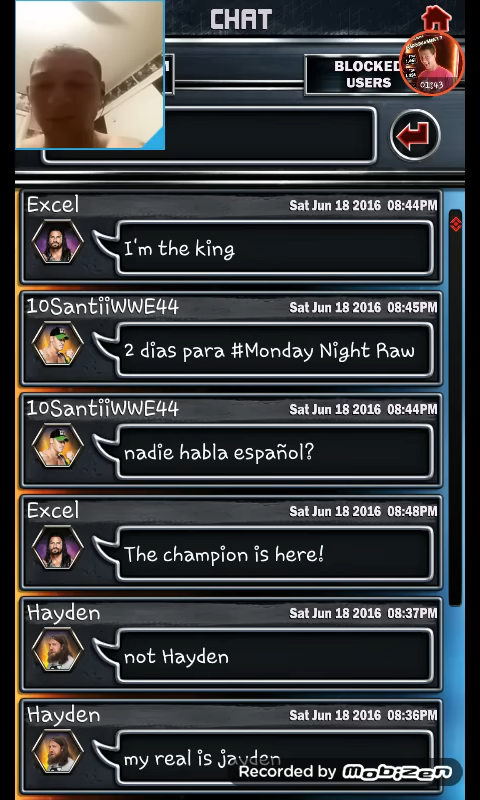 CHAT
BLOCKED
USERS
01:43
Excel
Sat Jun 18 2016 08:44PM
I'm the king
10SantiiWWE44
Sat Jun 18 2016 08:45PM
2 dias para #Monday Night Raw
10SantiiWWE44
Sat Jun 18 2016 08:44PM
nadie habla español?
Excel
Sat Jun 18 2016 08:48PM
The champion is here!
Hayden
Sat Jun 18 2016 08:37PM
not Hayden
Hayden
Sat Jun 18 2016 08:36PM
my real is jayden
Recorded by Mobizen